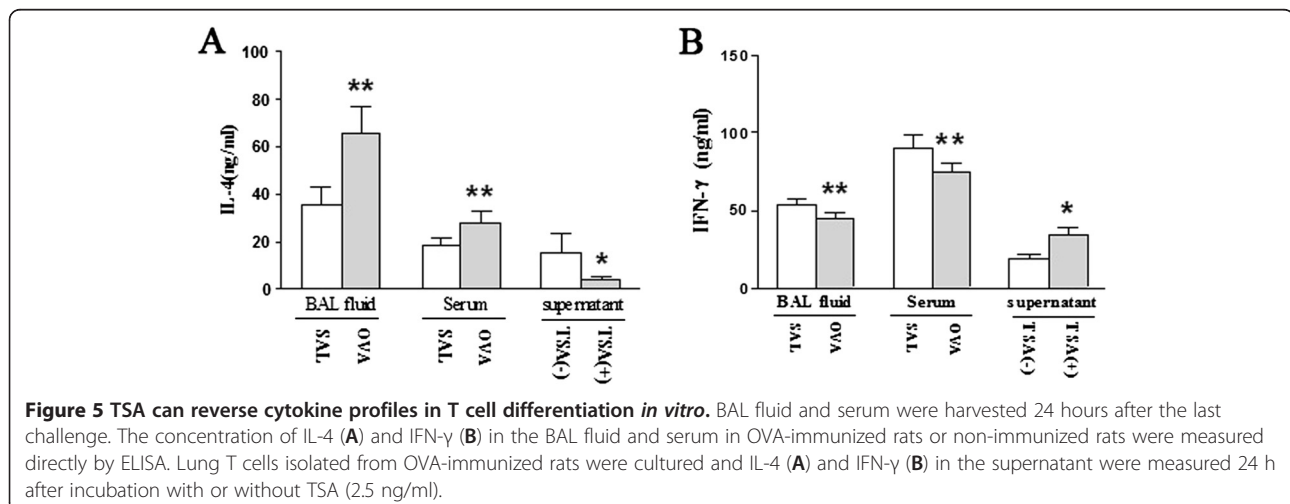 A
100
80
60
40
20
0
IL-4(ng/ml)
**
**
*
BAL fluid
Serum
supernatant
SAL
OVA
SAL
OVA
TSA(-)
TSA(+)
B
150
100
50
0
IFN-γ (ng/ml)
**
**
*
BAL fluid
Serum
supernatant
SAL
OVA
SAL
OVA
TSA(-)
TSA(+)
Figure 5 TSA can reverse cytokine profiles in T cell differentiation in vitro. BAL fluid and serum were harvested 24 hours after the last
challenge. The concentration of IL-4 (A) and IFN-γ (B) in the BAL fluid and serum in OVA-immunized rats or non-immunized rats were measured
directly by ELISA. Lung T cells isolated from OVA-immunized rats were cultured and IL-4 (A) and IFN-γ (B) in the supernatant were measured 24 h
after incubation with or without TSA (2.5 ng/ml).